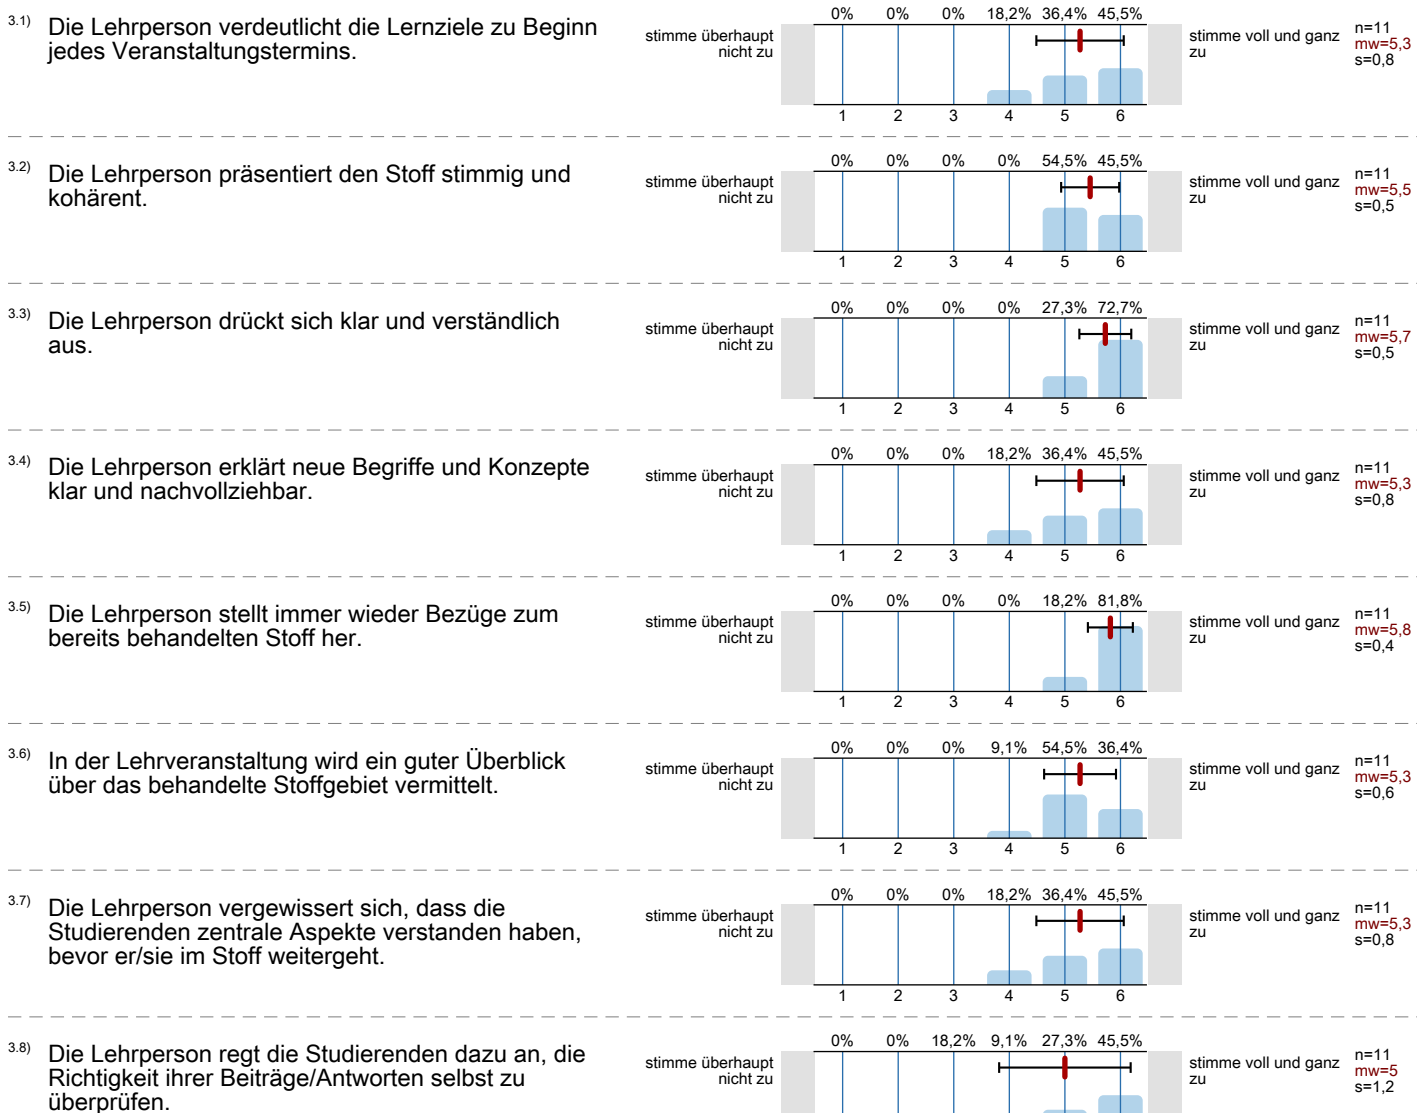 3.1) Die Lehrperson verdeutlicht die Lernziele zu Beginn
jedes Veranstaltungstermins.
stimme überhaupt
nicht zu
0% 0% 0% 18,2% 36,4% 45,5%
1 2 3 4 5 6
stimme voll und ganz
zu
n=11
mw=5,3
s=0,8
3.2) Die Lehrperson präsentiert den Stoff stimmig und
kohärent.
stimme überhaupt
nicht zu
0% 0% 0% 0% 54,5% 45,5%
1 2 3 4 5 6
stimme voll und ganz
zu
n=11
mw=5,5
s=0,5
3.3) Die Lehrperson drückt sich klar und verständlich
aus.
stimme überhaupt
nicht zu
0% 0% 0% 0% 27,3% 72,7%
1 2 3 4 5 6
stimme voll und ganz
zu
n=11
mw=5,7
s=0,5
3.4) Die Lehrperson erklärt neue Begriffe und Konzepte
klar und nachvollziehbar.
stimme überhaupt
nicht zu
0% 0% 0% 18,2% 36,4% 45,5%
1 2 3 4 5 6
stimme voll und ganz
zu
n=11
mw=5,3
s=0,8
3.5) Die Lehrperson stellt immer wieder Bezüge zum
bereits behandelten Stoff her.
stimme überhaupt
nicht zu
0% 0% 0% 0% 18,2% 81,8%
1 2 3 4 5 6
stimme voll und ganz
zu
n=11
mw=5,8
s=0,4
3.6) In der Lehrveranstaltung wird ein guter Überblick
über das behandelte Stoffgebiet vermittelt.
stimme überhaupt
nicht zu
0% 0% 0% 9,1% 54,5% 36,4%
1 2 3 4 5 6
stimme voll und ganz
zu
n=11
mw=5,3
s=0,6
3.7) Die Lehrperson vergewissert sich, dass die
Studierenden zentrale Aspekte verstanden haben,
bevor er/sie im Stoff weitergeht.
stimme überhaupt
nicht zu
0% 0% 0% 18,2% 36,4% 45,5%
1 2 3 4 5 6
stimme voll und ganz
zu
n=11
mw=5,3
s=0,8
3.8) Die Lehrperson regt die Studierenden dazu an, die
Richtigkeit ihrer Beiträge/Antworten selbst zu
überprüfen.
stimme überhaupt
nicht zu
0% 0% 18,2% 9,1% 27,3% 45,5%
stimme voll und ganz
zu
n=11
mw=5
s=1,2